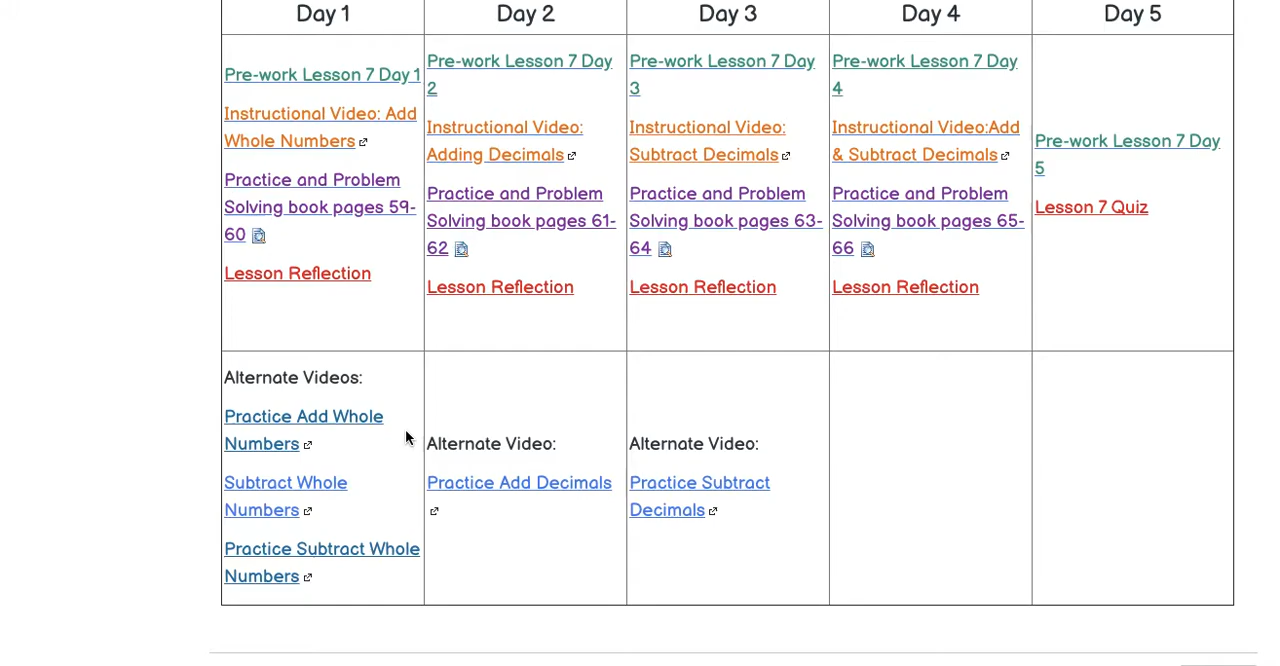 Day 1
Day 2
Day 3
Day 4
Day 5
Pre-work Lesson 7 Day 1
Instructional Video: Add
Whole Numbers
Practice and Problem
Solving book pages 59-
60
Lesson Reflection
Pre-work Lesson 7 Day
2
Instructional Video:
Adding Decimals
Practice and Problem
Solving book pages 61-
62
Lesson Reflection
Pre-work Lesson 7 Day
3
Instructional Video:
Subtract Decimals
Practice and Problem
Solving book pages 63-
64
Lesson Reflection
Pre-work Lesson 7 Day
4
Instructional Video:Add
& Subtract Decimals
Practice and Problem
Solving book pages 65-
66
Lesson Reflection
Pre-work Lesson 7 Day
5
Lesson 7 Quiz
Alternate Videos:
Practice Add Whole
Numbers
Subtract Whole
Numbers
Practice Subtract Whole
Numbers
Alternate Video:
Practice Add Decimals
Alternate Video:
Practice Subtract
Decimals